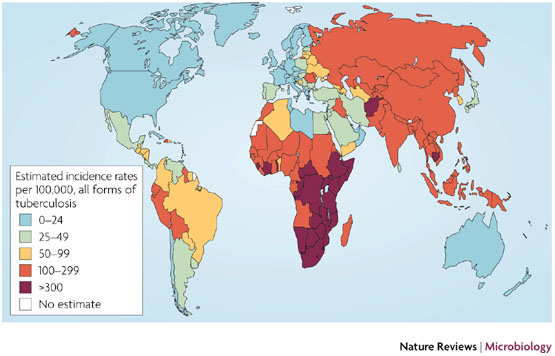 Estimated incidence rates
per 100,000, all forms of
tuberculosis
0–24
25–49
50–99
100–299
>300
No estimate
Nature Reviews | Microbiology